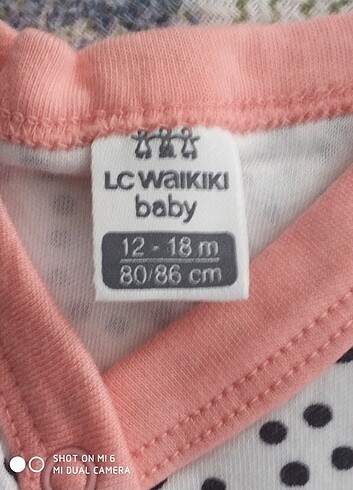 LC WAIKIKI
baby
12 - 18 m
80/86 cm
SHOT ON MI 6
MI DUAL CAMERA